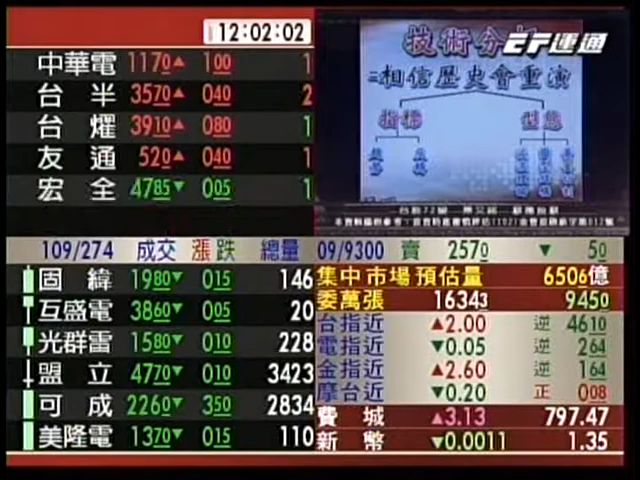 12:02:02
中華電 1170▲ 100 1
台半 3570▲ 040 2
台燿 3910▲ 080 1
友通 520▲ 040 1
宏全 4785▼ 005 1
技術分析
EF運通
相信歷史會重演
指標
型態
109/274 成交 漲跌 總量
固緯 1980▼ 015 146
互盛電 3860▼ 005 20
光群雷 1580▼ 010 228
盟立 4770▼ 010 3423
可成 2260▼ 350 2834
美隆電 1370▼ 015 110
09/9300 賣 2570 ▼ 50
集中市場預估量 6506億
委萬張 16343 9450
台指近 ▲2.00 逆 4610
電指近 ▼0.05 逆 264
金指近 ▲2.60 逆 164
摩台近 ▼0.20 正 008
費城 ▲3.13 797.47
新幣 ▼0.0011 1.35